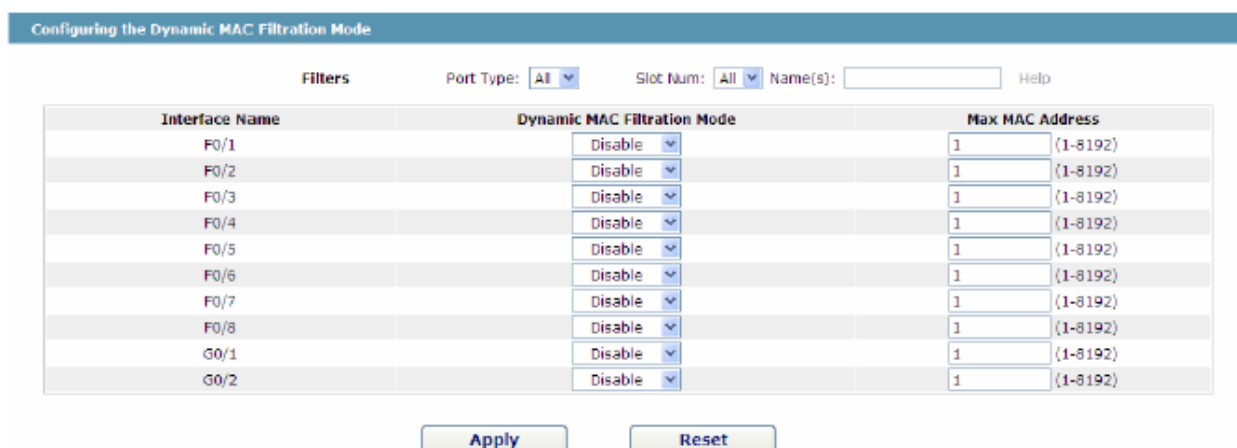 Configuring the Dynamic MAC Filtration Mode
Filters Port Type: All Slot Num: All Name(s): Help
Interface Name Dynamic MAC Filtration Mode Max MAC Address
F0/1 Disable 1 (1-8192)
F0/2 Disable 1 (1-8192)
F0/3 Disable 1 (1-8192)
F0/4 Disable 1 (1-8192)
F0/5 Disable 1 (1-8192)
F0/6 Disable 1 (1-8192)
F0/7 Disable 1 (1-8192)
F0/8 Disable 1 (1-8192)
G0/1 Disable 1 (1-8192)
G0/2 Disable 1 (1-8192)
Apply Reset